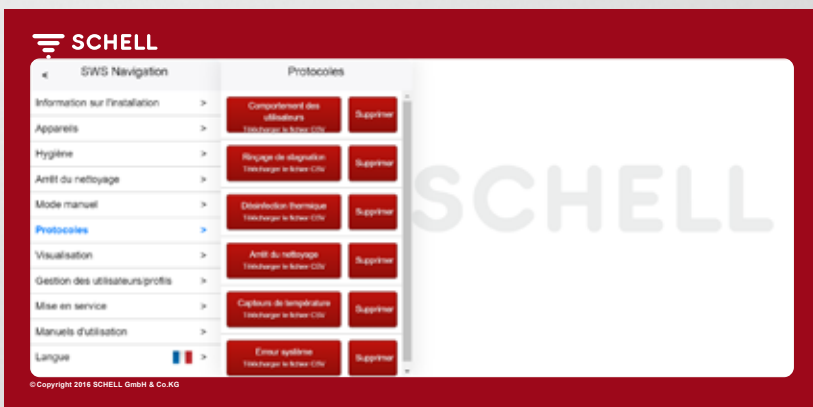 SCHELL
SWS Navigation
Information sur l'installation >
Appareils >
Hygiène >
Arrêt du nettoyage >
Mode manuel >
Protocoles >
Visualisation >
Gestion des utilisateurs/profils >
Mise en service >
Manuels d'utilisation >
Langue >
Protocoles
Comportement des
utilisateurs
Télécharger le fichier CSV
Supprimer
Rinçage de stagnation
Télécharger le fichier CSV
Supprimer
Désinfection thermique
Télécharger le fichier CSV
Supprimer
Arrêt du nettoyage
Télécharger le fichier CSV
Supprimer
Capteurs de température
Télécharger le fichier CSV
Supprimer
Erreur système
Télécharger le fichier CSV
Supprimer
SCHELL
© Copyright 2016 SCHELL GmbH & Co.KG